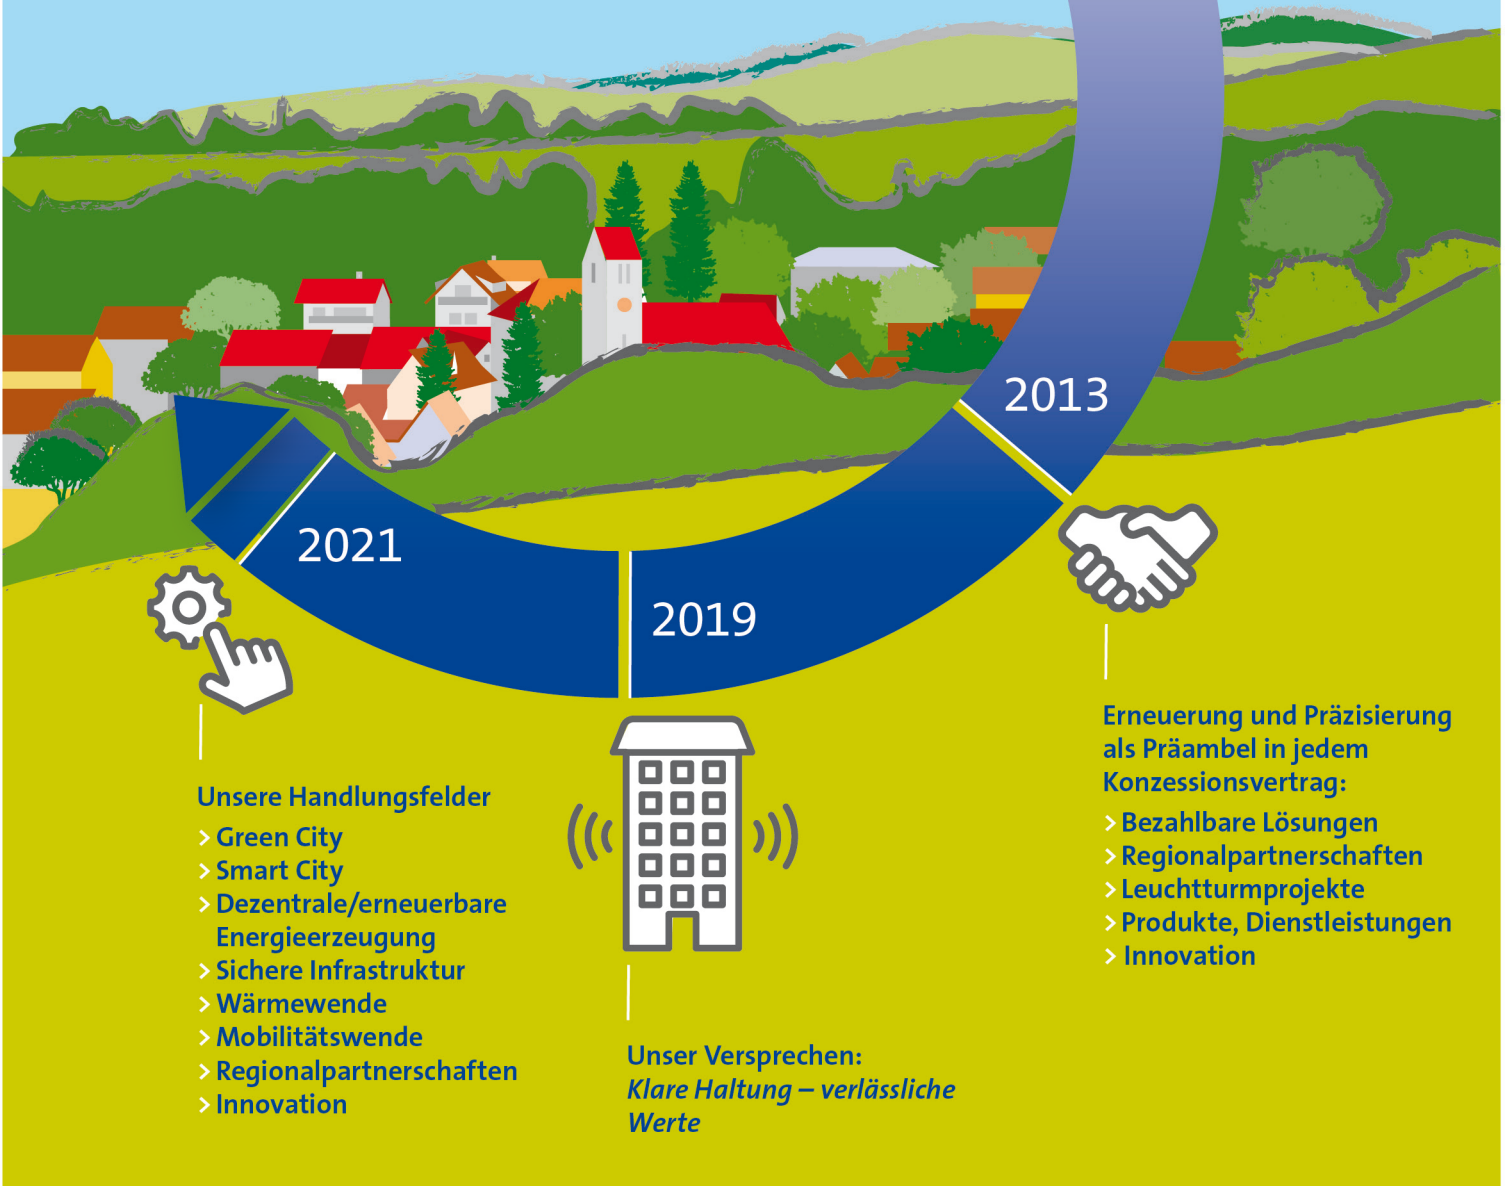 2013
2021
2019
Erneuerung und Präzisierung
als Präambel in jedem
Konzessionsvertrag:
> Bezahlbare Lösungen
> Regionalpartnerschaften
> Leuchtturmprojekte
> Produkte, Dienstleistungen
> Innovation
Unsere Handlungsfelder
> Green City
> Smart City
> Dezentrale/erneuerbare
Energieerzeugung
> Sichere Infrastruktur
> Wärmewende
> Mobilitätswende
> Regionalpartnerschaften
> Innovation
Unser Versprechen:
Klare Haltung – verlässliche
Werte